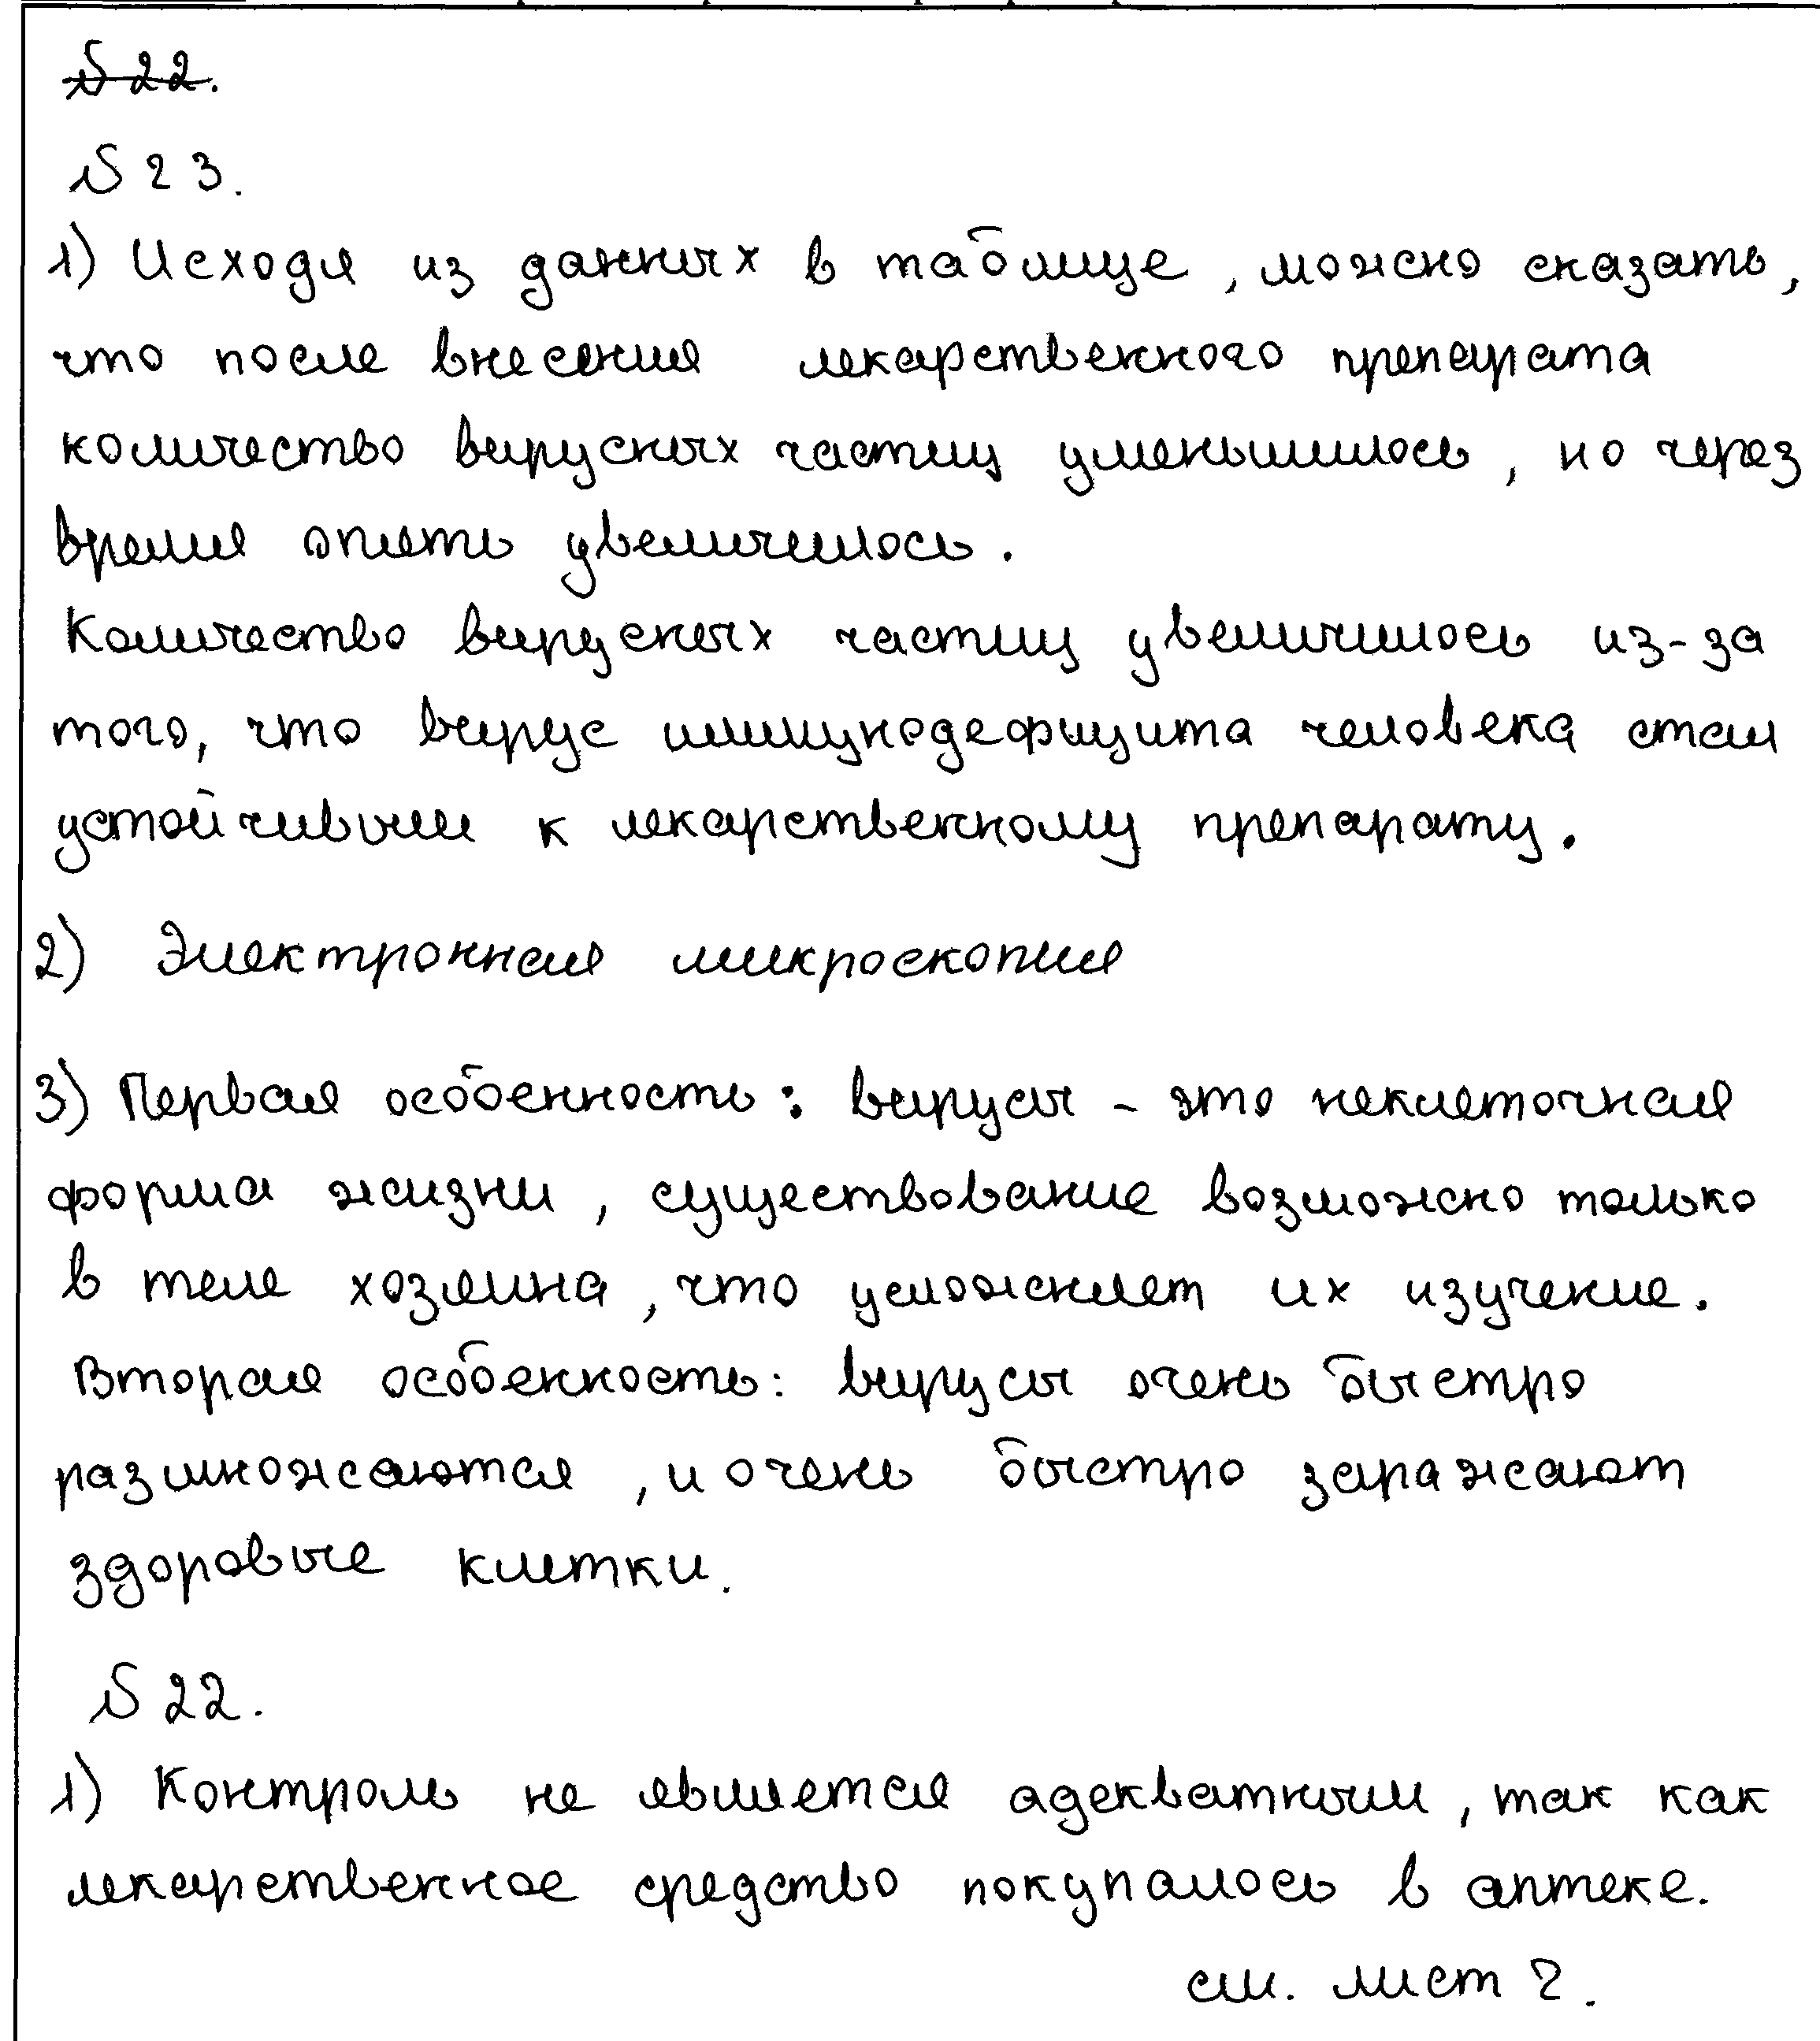 № 22.
№ 23.
1) Исходя из данных в таблице, можно сказать,
что после внесения лекарственного препарата
количество вирусных частиц уменьшилось, но через
время опять увеличилось.
Количество вирусных частиц увеличилось из-за
того, что вирус иммунодефицита человека стал
устойчивым к лекарственному препарату.
2) Электронная микроскопия
3) Первая особенность: вирусы - это неклеточная
форма жизни, существование возможно только
в теле хозяина, что усложняет их изучение.
Вторая особенность: вирусы очень быстро
размножаются, и очень быстро заражают
здоровые клетки.
№ 22.
1) Контроль не является адекватным, так как
лекарственное средство покупалось в аптеке.
см. лист 2.